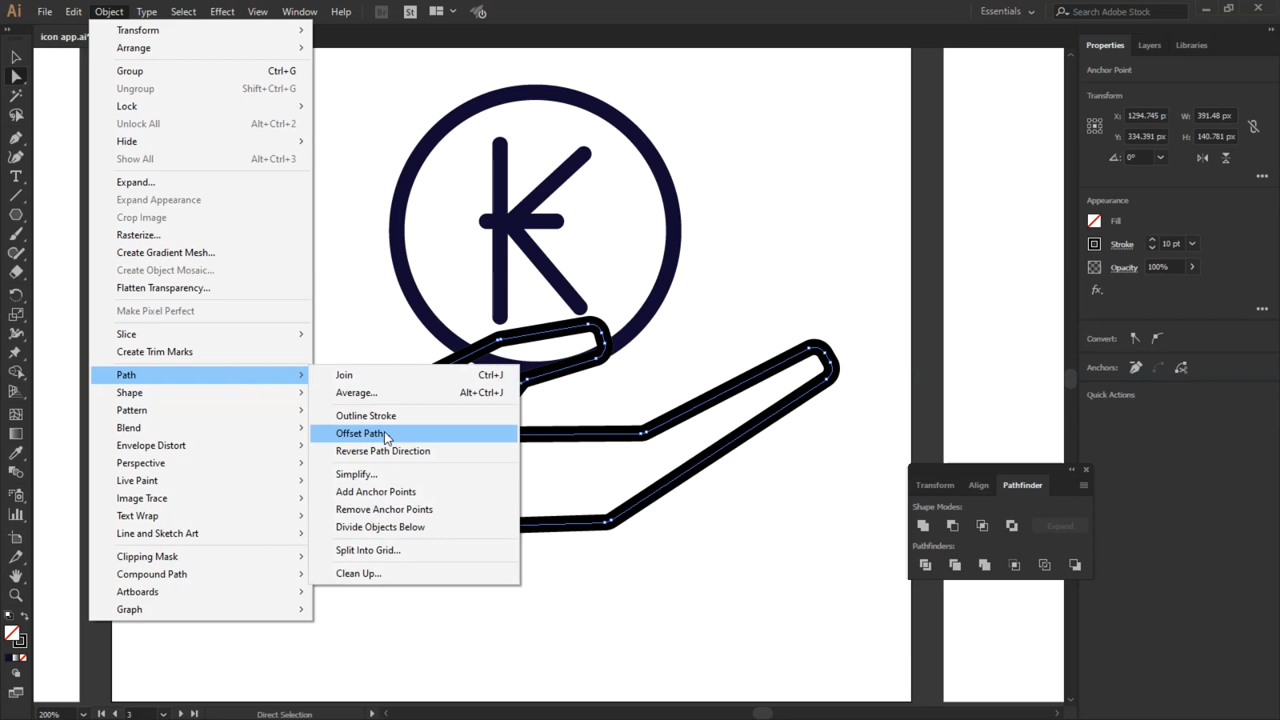 Ai File Edit Object Type Select Effect View Window Help Br St Essentials Search Adobe Stock
icon app.ai*
Transform
Arrange
Group Ctrl+G
Ungroup Shift+Ctrl+G
Lock
Unlock All Alt+Ctrl+2
Hide
Show All Alt+Ctrl+3
Expand...
Expand Appearance
Crop Image
Rasterize...
Create Gradient Mesh...
Create Object Mosaic...
Flatten Transparency...
Make Pixel Perfect
Slice
Create Trim Marks
Path
Shape
Pattern
Blend
Envelope Distort
Perspective
Live Paint
Image Trace
Text Wrap
Line and Sketch Art
Clipping Mask
Compound Path
Artboards
Graph
Join Ctrl+J
Average... Alt+Ctrl+J
Outline Stroke
Offset Path
Reverse Path Direction
Simplify...
Add Anchor Points
Remove Anchor Points
Divide Objects Below
Split Into Grid...
Clean Up...
K
Properties Layers Libraries
Anchor Point
Transform
X: 1294.745 p W: 391.48 px
Y: 334.391 px H: 140.781 px
0°
Appearance
Fill
Stroke 10 pt
Opacity 100%
fx.
Convert: Anchors:
Quick Actions
Transform Align Pathfinder
Shape Modes:
Expand
Pathfinders:
200% 3 Direct Selection